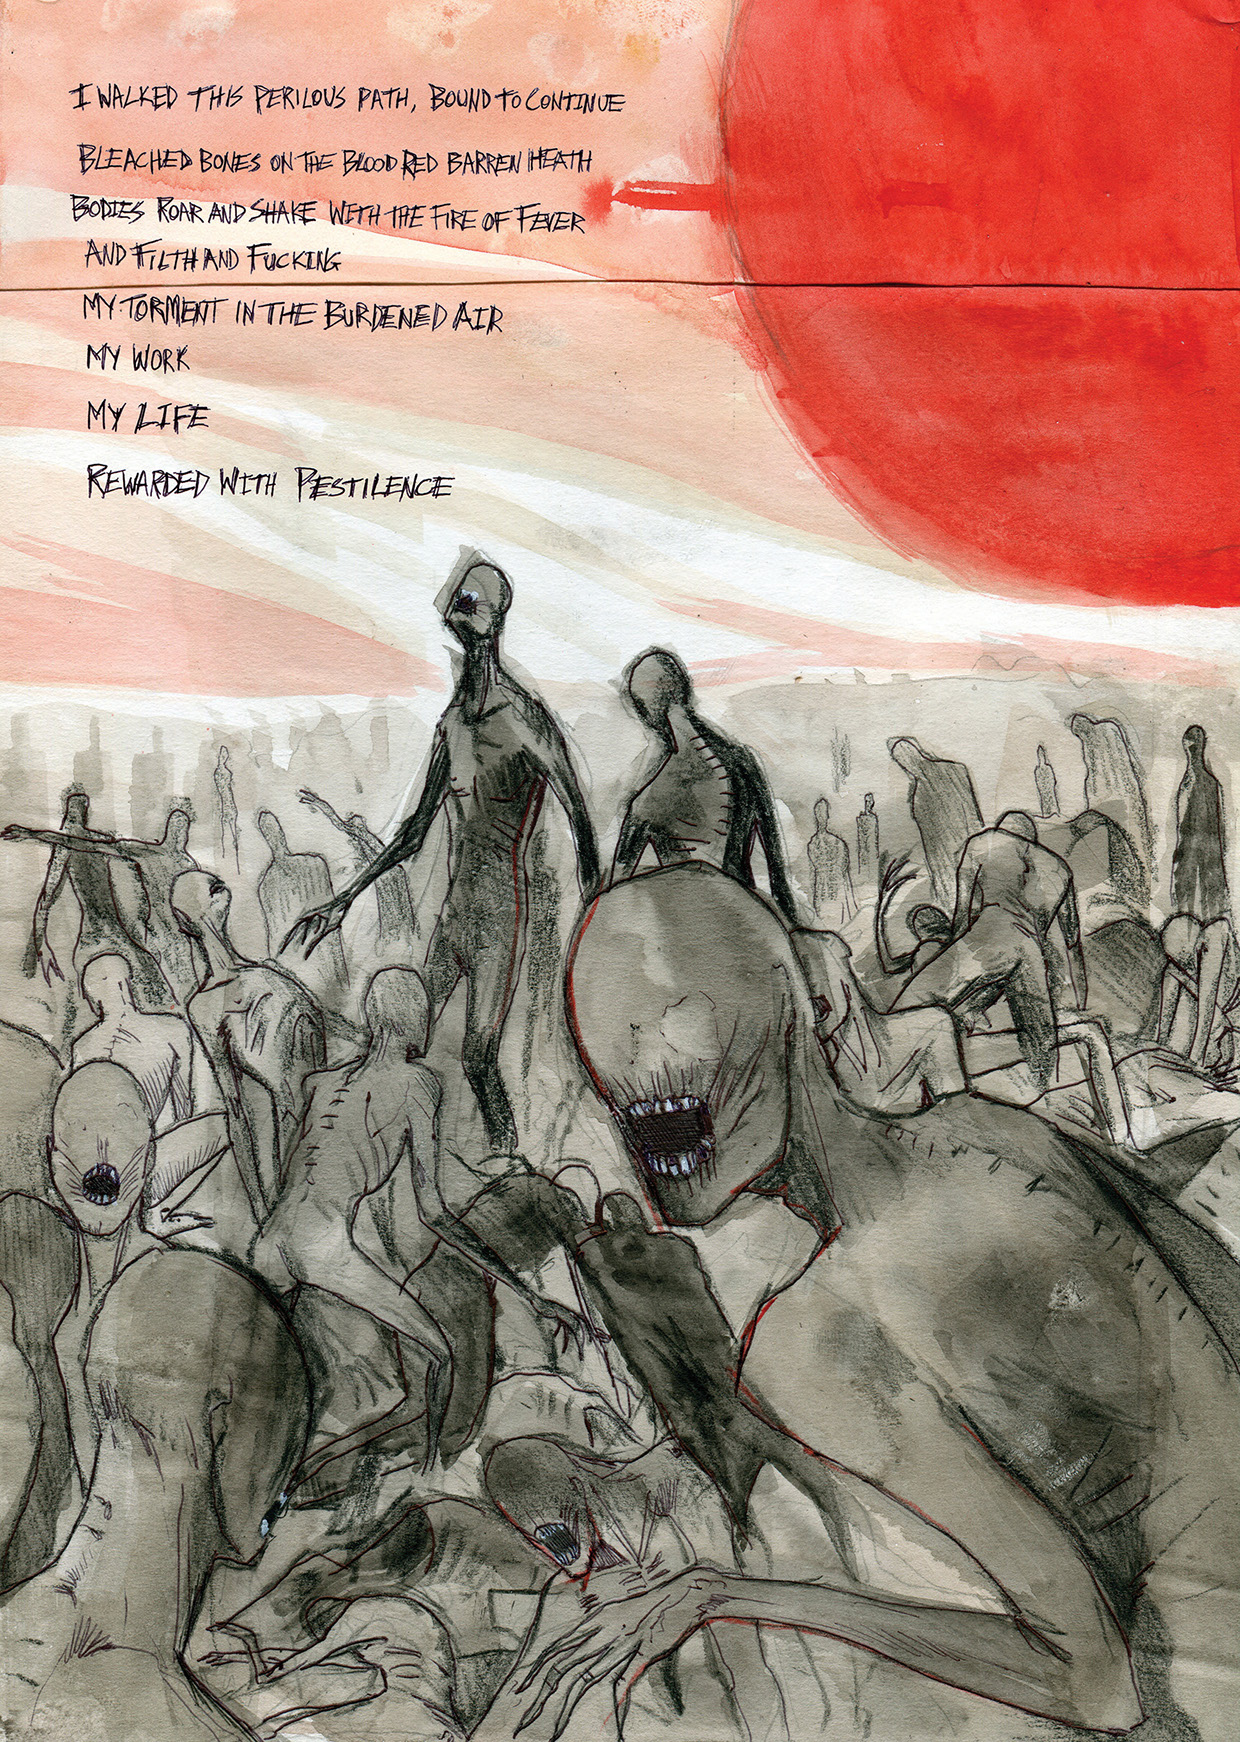 I WALKED THIS PERILOUS PATH, BOUND TO CONTINUE
BLEACHED BONES ON THE BLOOD RED BARREN HEATH
BODIES ROAR AND SHAKE WITH THE FIRE OF FEVER
AND FILTH AND FUCKING
MY TORMENT IN THE BURDENED AIR
MY WORK
MY LIFE
REWARDED WITH PESTILENCE